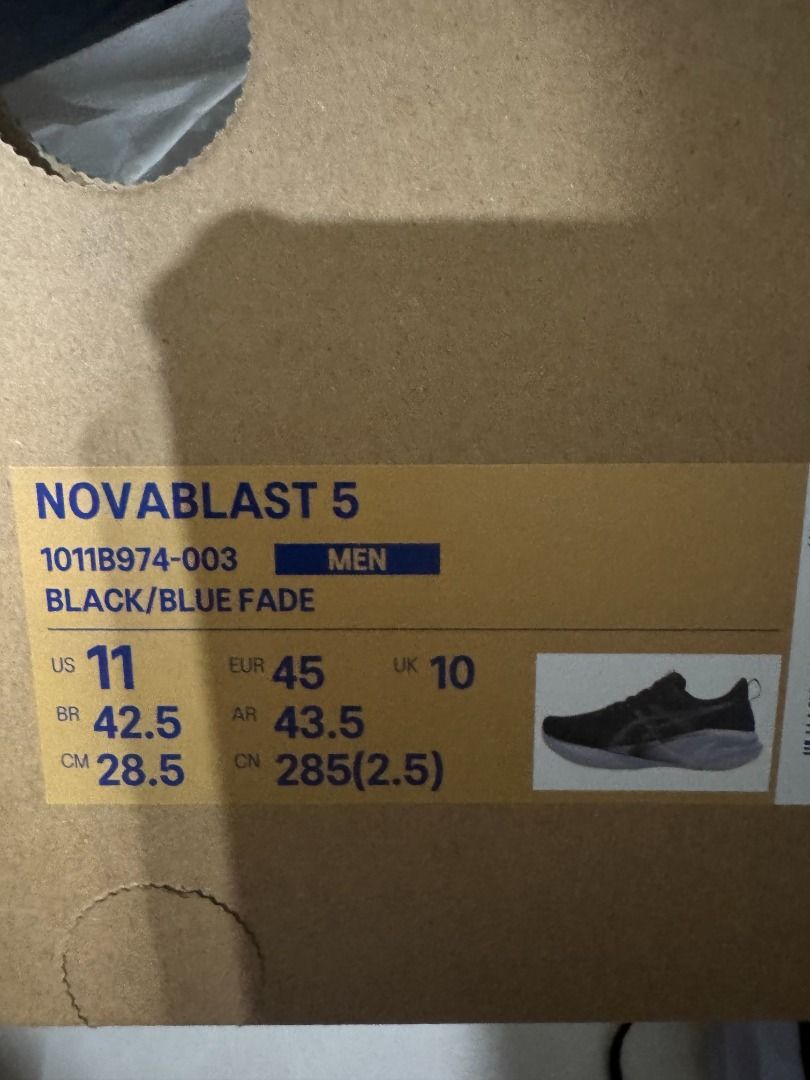 NOVABLAST 5
1011B974-003 MEN
BLACK/BLUE FADE
US 11 EUR 45 UK 10
BR 42.5 AR 43.5
CM 28.5 CN 285(2.5)